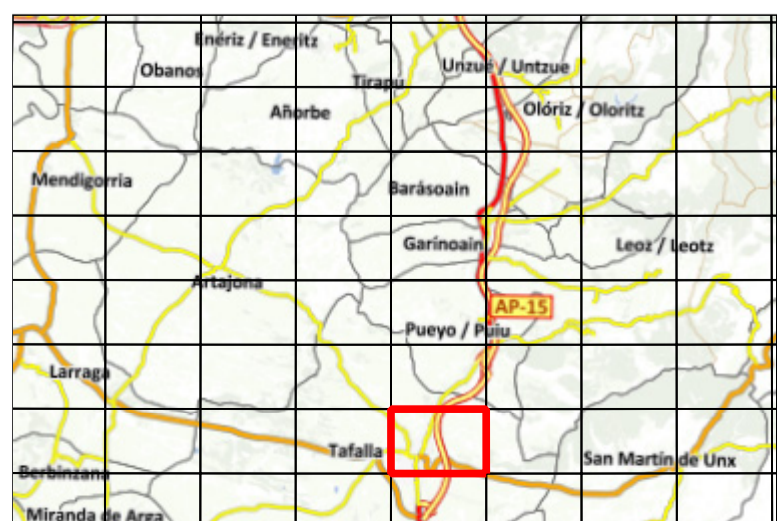 Enériz / Eneritz
Unzué / Untzue
Obanos
Tirapu
Añorbe
Olóriz / Oloritz
Mendigorria
Barásoain
Garínoain
Leoz / Leotz
Artajona
AP-15
Pueyo / Puiu
Larraga
Tafalla
San Martín de Unx
Berbinzana
Miranda de Arga